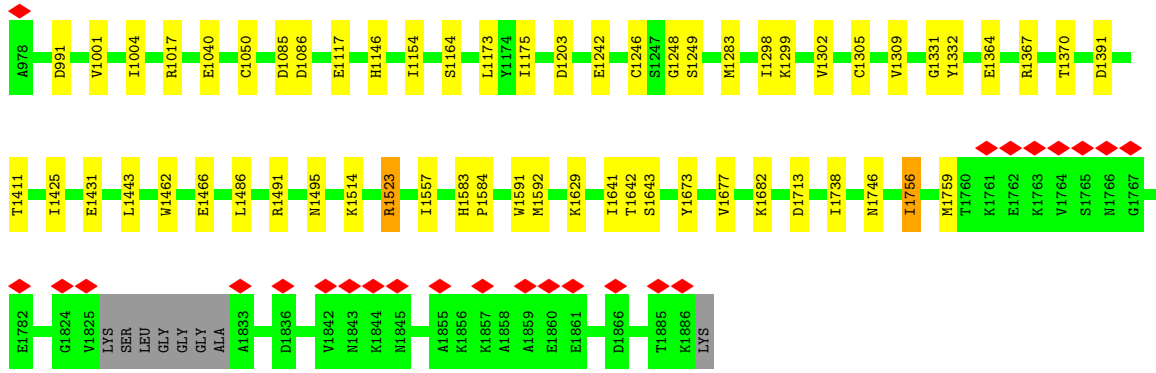 A978 D991 V1001 I1004 R1017 E1040 C1050 D1085 D1086 E1117 H1146 I1154 S1164 L1173 Y1174 I1175 D1203 E1242 C1246 S1247 G1248 S1249 M1283 I1298 K1299 V1302 C1305 V1309 G1331 Y1332 E1364 R1367 T1370 D1391
T1411 I1425 E1431 L1443 W1462 E1466 L1486 R1491 N1495 K1514 R1523 I1557 H1583 P1584 W1591 M1592 K1629 I1641 T1642 S1643 Y1673 V1677 K1682 D1713 I1738 N1746 I1756 M1759 T1760 K1761 E1762 K1763 V1764 S1765 N1766 G1767
E1782 G1824 V1825 LYS SER LEU GLY GLY GLY ALA A1833 D1836 V1842 N1843 K1844 N1845 A1855 K1856 K1857 A1858 A1859 E1860 E1861 D1866 T1885 K1886 LYS